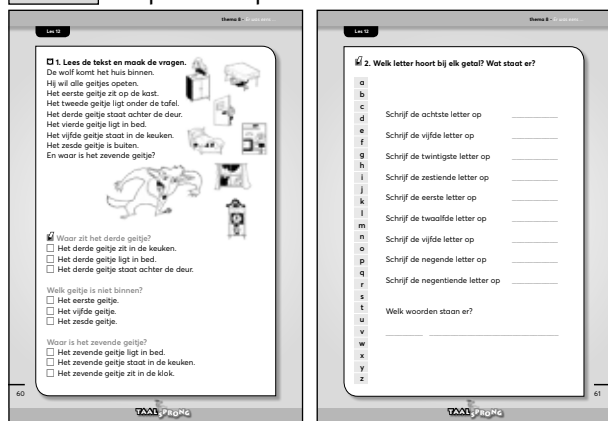 thema 8 - Er was eens ...
Les 12
1. Lees de tekst en maak de vragen.
De wolf komt het huis binnen.
Hij wil alle geitjes opeten.
Het eerste geitje zit op de kast.
Het tweede geitje ligt onder de tafel.
Het derde geitje staat achter de deur.
Het vierde geitje ligt in bed.
Het vijfde geitje staat in de keuken.
Het zesde geitje is buiten.
En waar is het zevende geitje?
Waar zit het derde geitje?
Het derde geitje zit in de keuken.
Het derde geitje ligt in bed.
Het derde geitje staat achter de deur.
Welk geitje is niet binnen?
Het eerste geitje.
Het vijfde geitje.
Het zesde geitje.
Waar is het zevende geitje?
Het zevende geitje ligt in bed.
Het zevende geitje staat in de keuken.
Het zevende geitje zit in de klok.
60
TAALSPRONG
thema 8 - Er was eens ...
Les 12
2. Welk letter hoort bij elk getal? Wat staat er?
a
b
c
d
e
f
g
h
i
j
k
l
m
n
o
p
q
r
s
t
u
v
w
x
y
z
Schrijf de achtste letter op
Schrijf de vijfde letter op
Schrijf de twintigste letter op
Schrijf de zestiende letter op
Schrijf de eerste letter op
Schrijf de twaalfde letter op
Schrijf de vijfde letter op
Schrijf de negende letter op
Schrijf de negentiende letter op
Welk woorden staan er?
61
TAALSPRONG